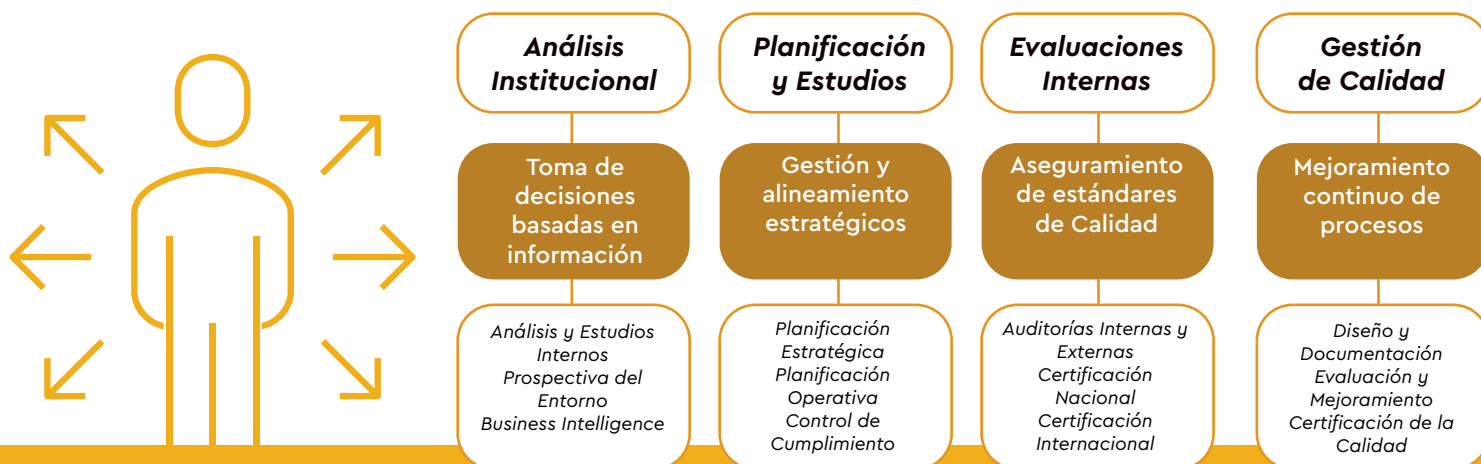 Análisis
Institucional
Toma de
decisiones
basadas en
información
Análisis y Estudios
Internos
Prospectiva del
Entorno
Business Intelligence
Planificación
y Estudios
Gestión y
alineamiento
estratégicos
Planificación
Estratégica
Planificación
Operativa
Control de
Cumplimiento
Evaluaciones
Internas
Aseguramiento
de estándares
de Calidad
Auditorías Internas y
Externas
Certificación
Nacional
Certificación
Internacional
Gestión
de Calidad
Mejoramiento
continuo de
procesos
Diseño y
Documentación
Evaluación y
Mejoramiento
Certificación de la
Calidad